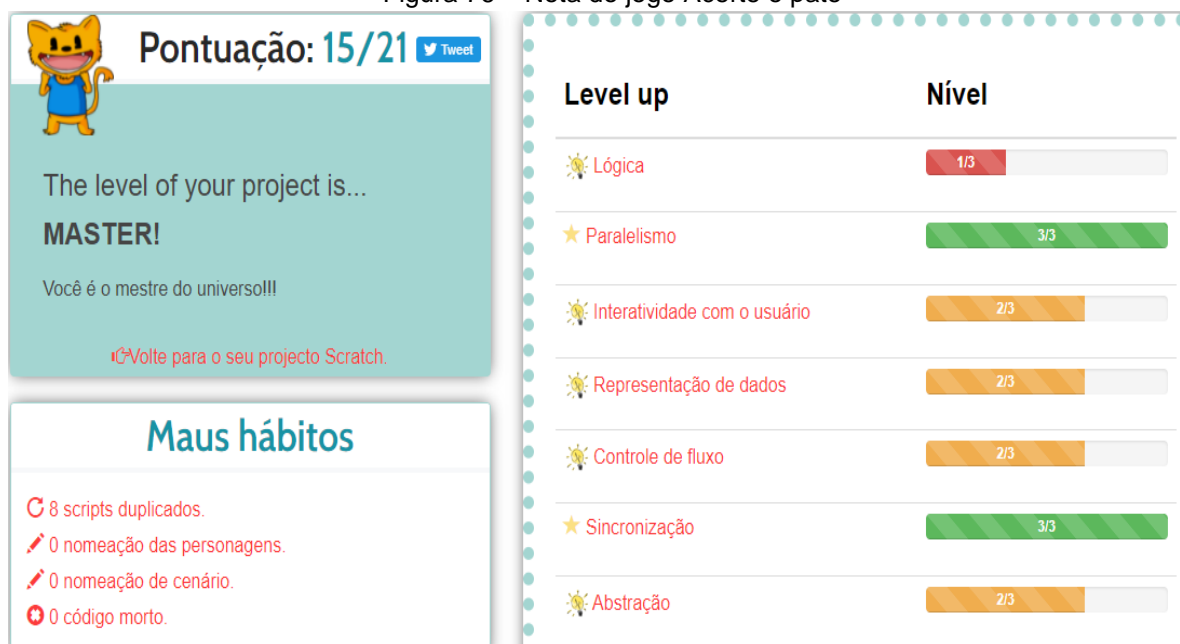 Pontuação: 15/21 Tweet
The level of your project is...
MASTER!
Você é o mestre do universo!!!
Volte para o seu projecto Scratch.
Maus hábitos
8 scripts duplicados.
0 nomeação das personagens.
0 nomeação de cenário.
0 código morto.
Level up Nível
Lógica 1/3
Paralelismo 3/3
Interatividade com o usuário 2/3
Representação de dados 2/3
Controle de fluxo 2/3
Sincronização 3/3
Abstração 2/3